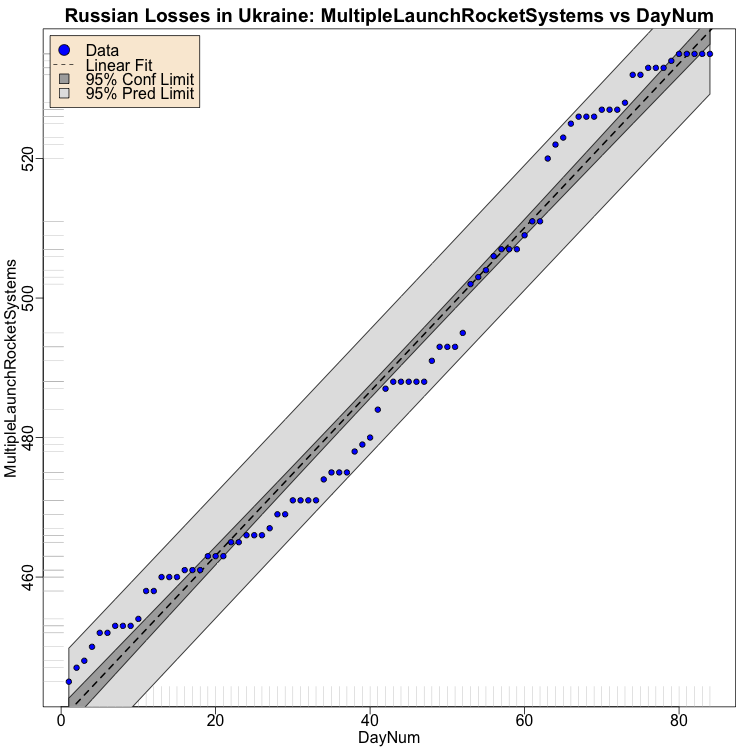 Russian Losses in Ukraine: MultipleLaunchRocketSystems vs DayNum
Data
Linear Fit
95% Conf Limit
95% Pred Limit
MultipleLaunchRocketSystems
520
500
480
460
0 20 40 60 80
DayNum